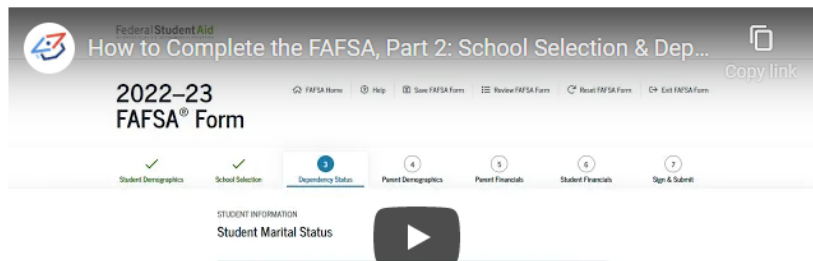 Federal Student Aid
How to Complete the FAFSA, Part 2: School Selection & Dep...
Copy link
2022–23
FAFSA® Form
FAFSA Home
Help
Save FAFSA Form
Review FAFSA Form
Reset FAFSA Form
Exit FAFSA Form
3
4
5
6
7
Student Demographics
School Selection
Dependency Status
Parent Demographics
Parent Financials
Student Financials
Sign & Submit
STUDENT INFORMATION
Student Marital Status